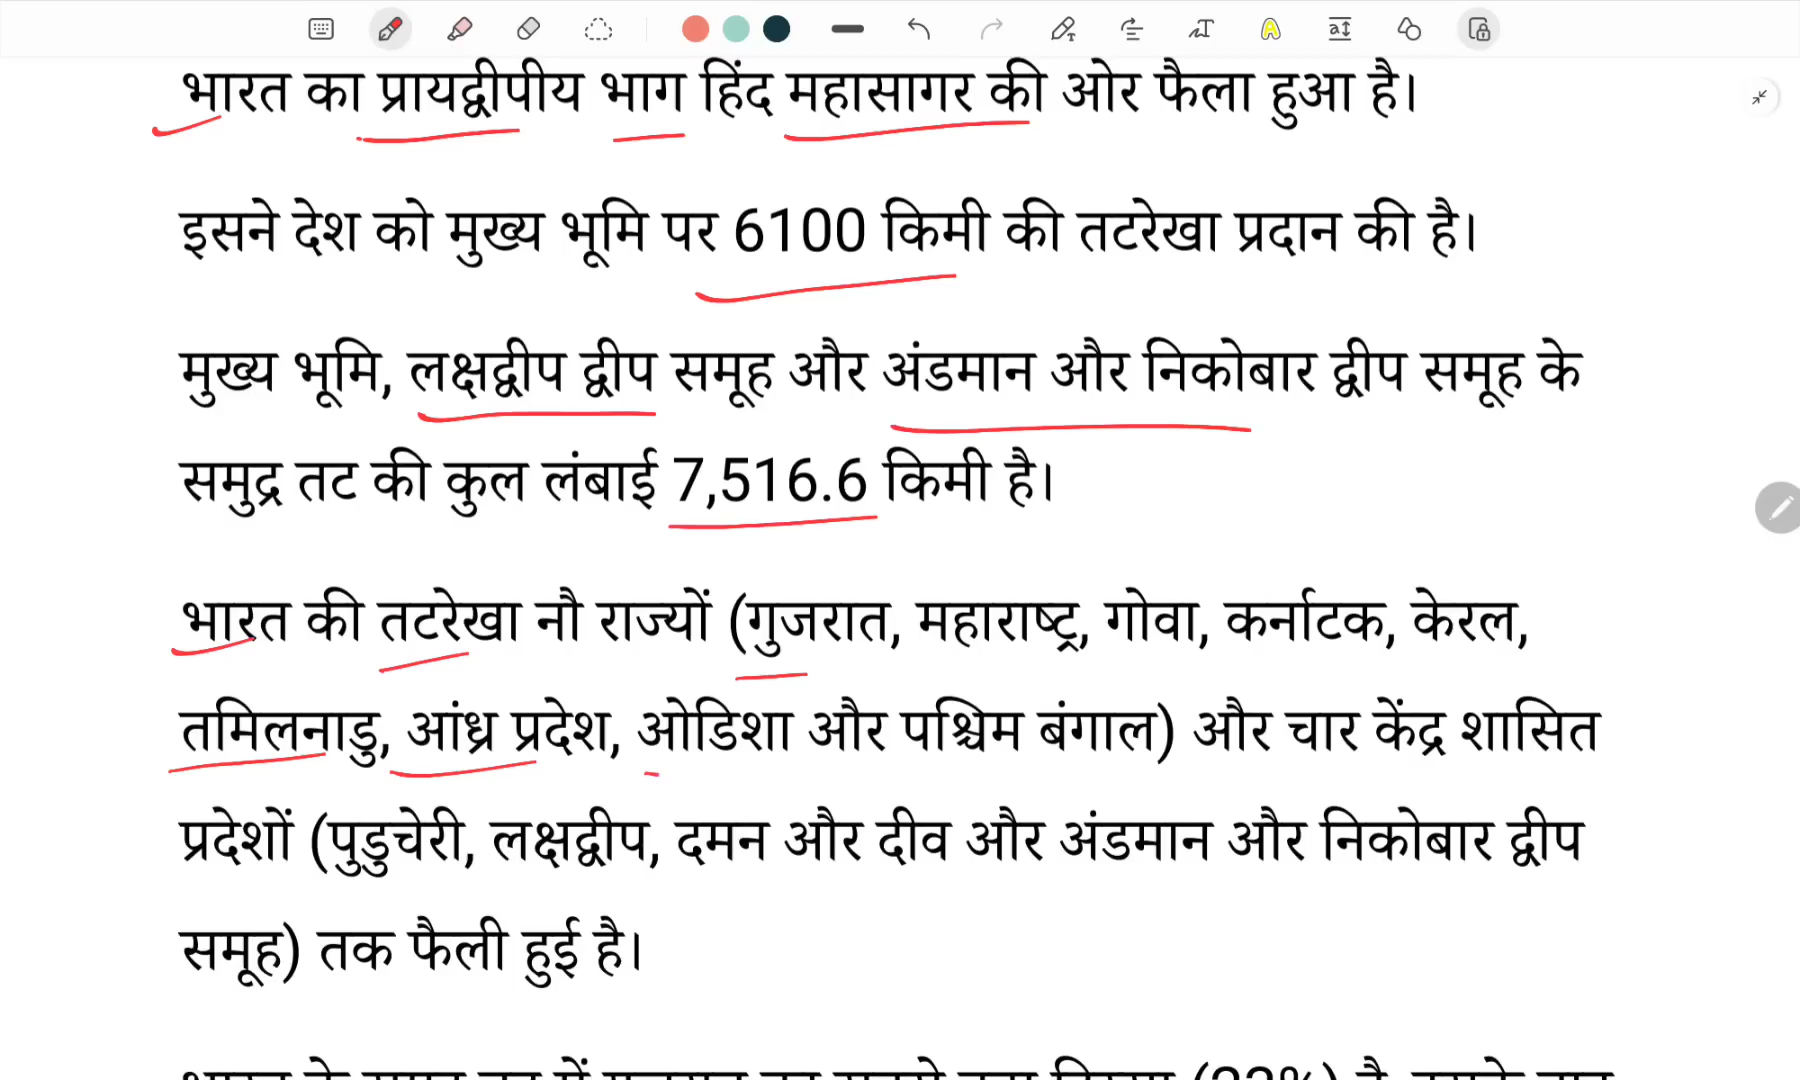 भारत का प्रायद्वीपीय भाग हिंद महासागर की ओर फैला हुआ है।
इसने देश को मुख्य भूमि पर 6100 किमी की तटरेखा प्रदान की है।
मुख्य भूमि, लक्षद्वीप द्वीप समूह और अंडमान और निकोबार द्वीप समूह के
समुद्र तट की कुल लंबाई 7,516.6 किमी है।
भारत की तटरेखा नौ राज्यों (गुजरात, महाराष्ट्र, गोवा, कर्नाटक, केरल,
तमिलनाडु, आंध्र प्रदेश, ओडिशा और पश्चिम बंगाल) और चार केंद्र शासित
प्रदेशों (पुडुचेरी, लक्षद्वीप, दमन और दीव और अंडमान और निकोबार द्वीप
समूह) तक फैली हुई है।